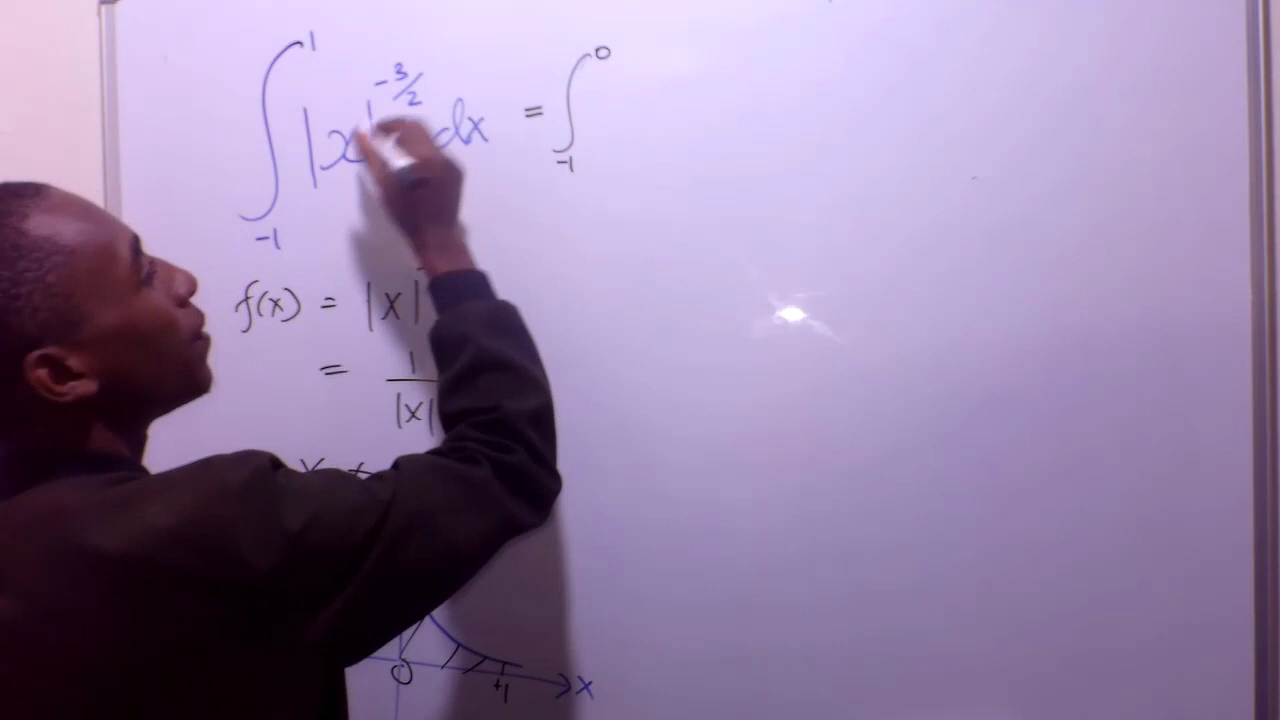 ∫₋₁¹ |x|^(-3/2) dx = ∫₋₁⁰
f(x) = |x|
= 1/|x|
0 +1 x